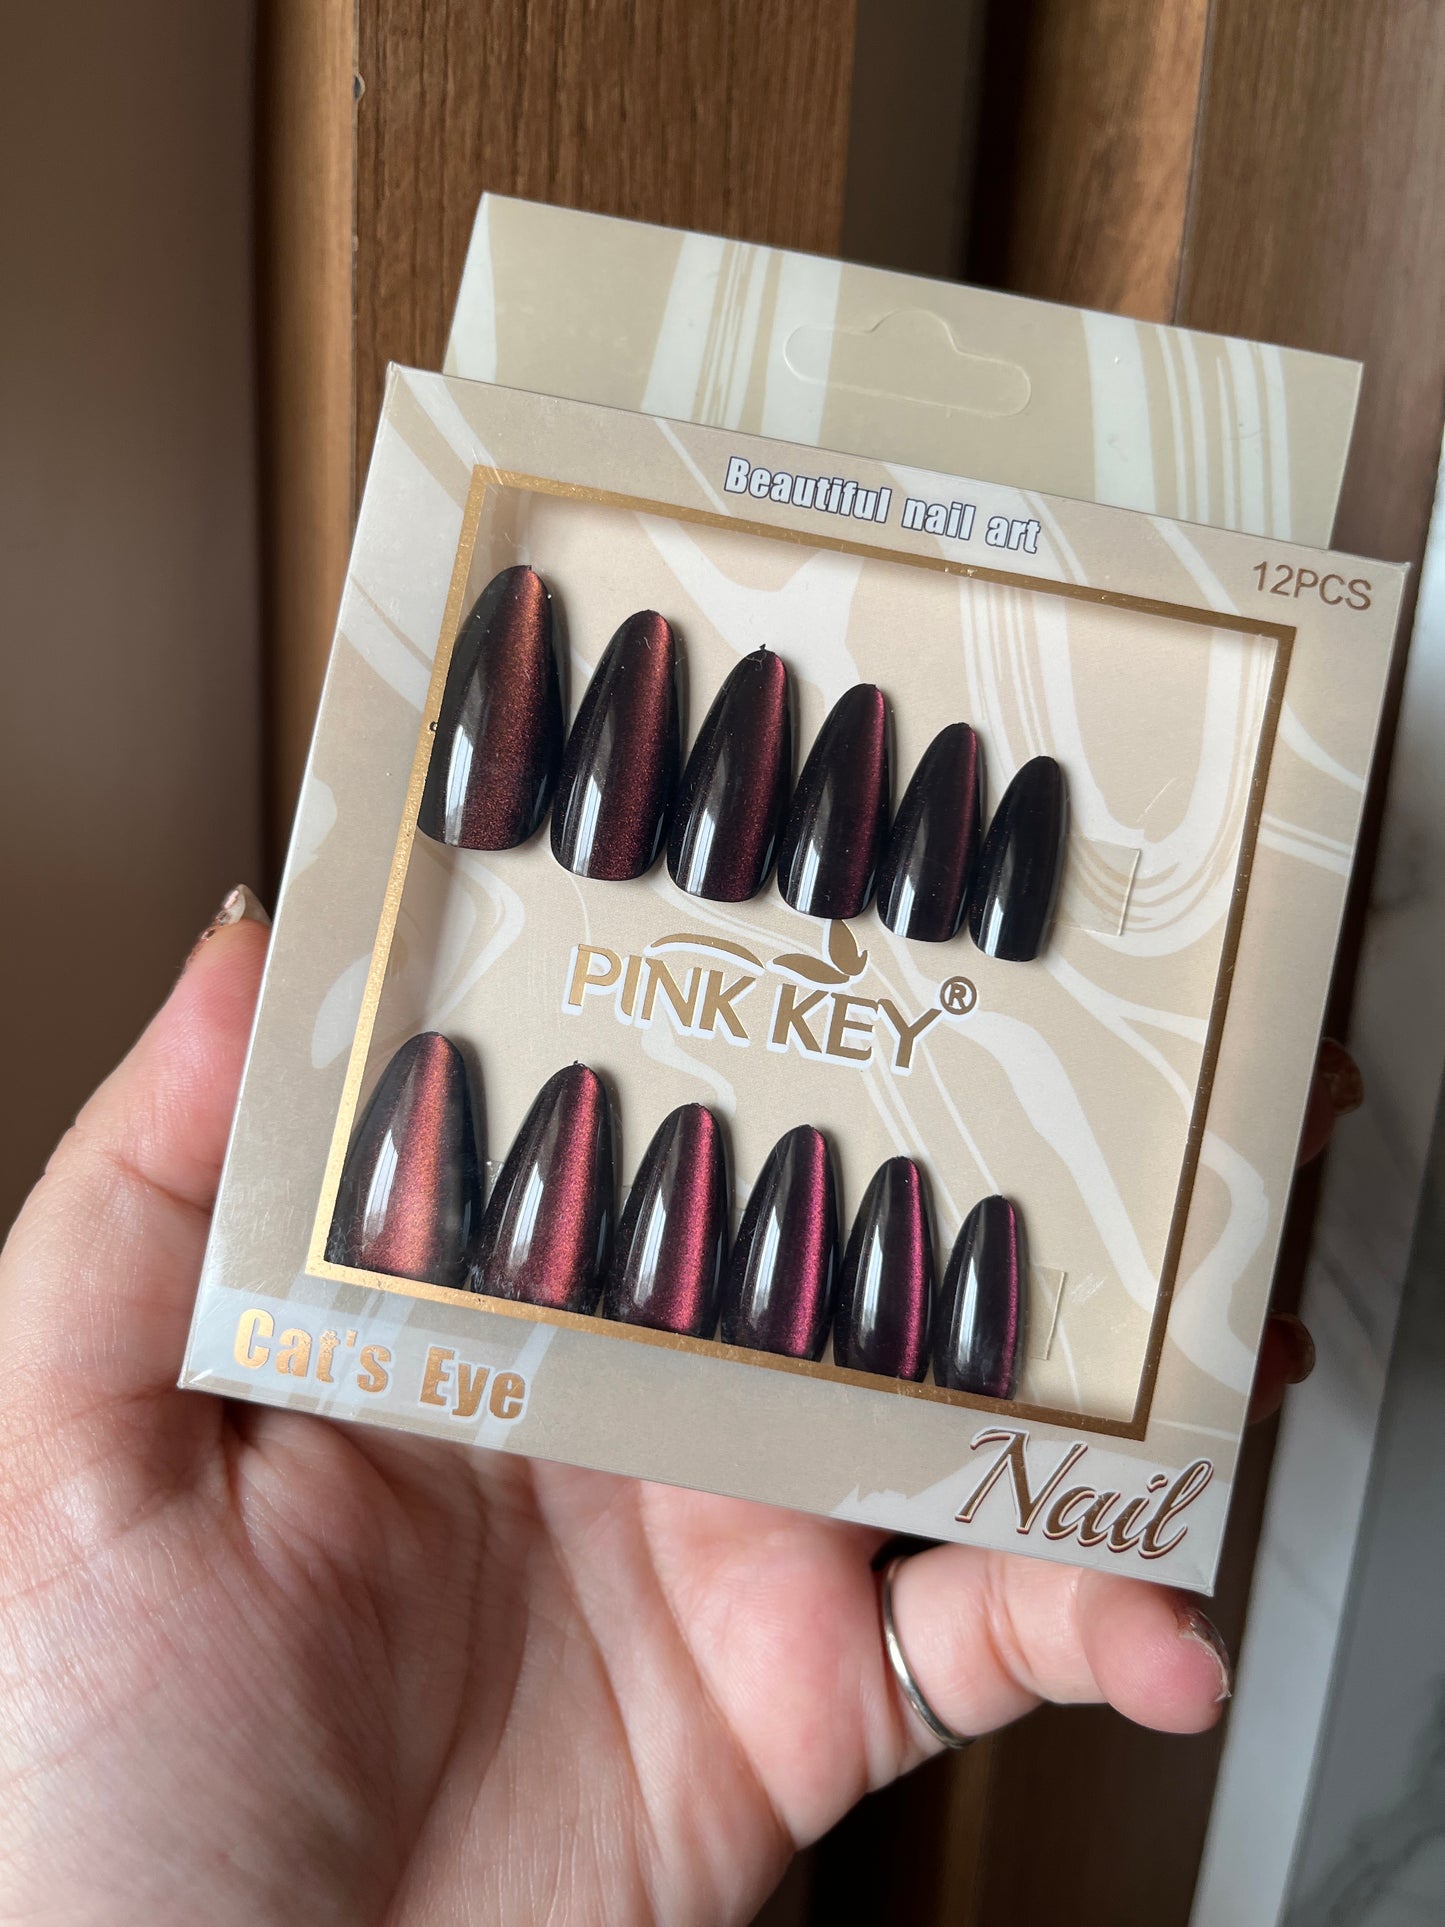 Beautiful nail art
12PCS
PINK KEY®
Cat's Eye
Nail